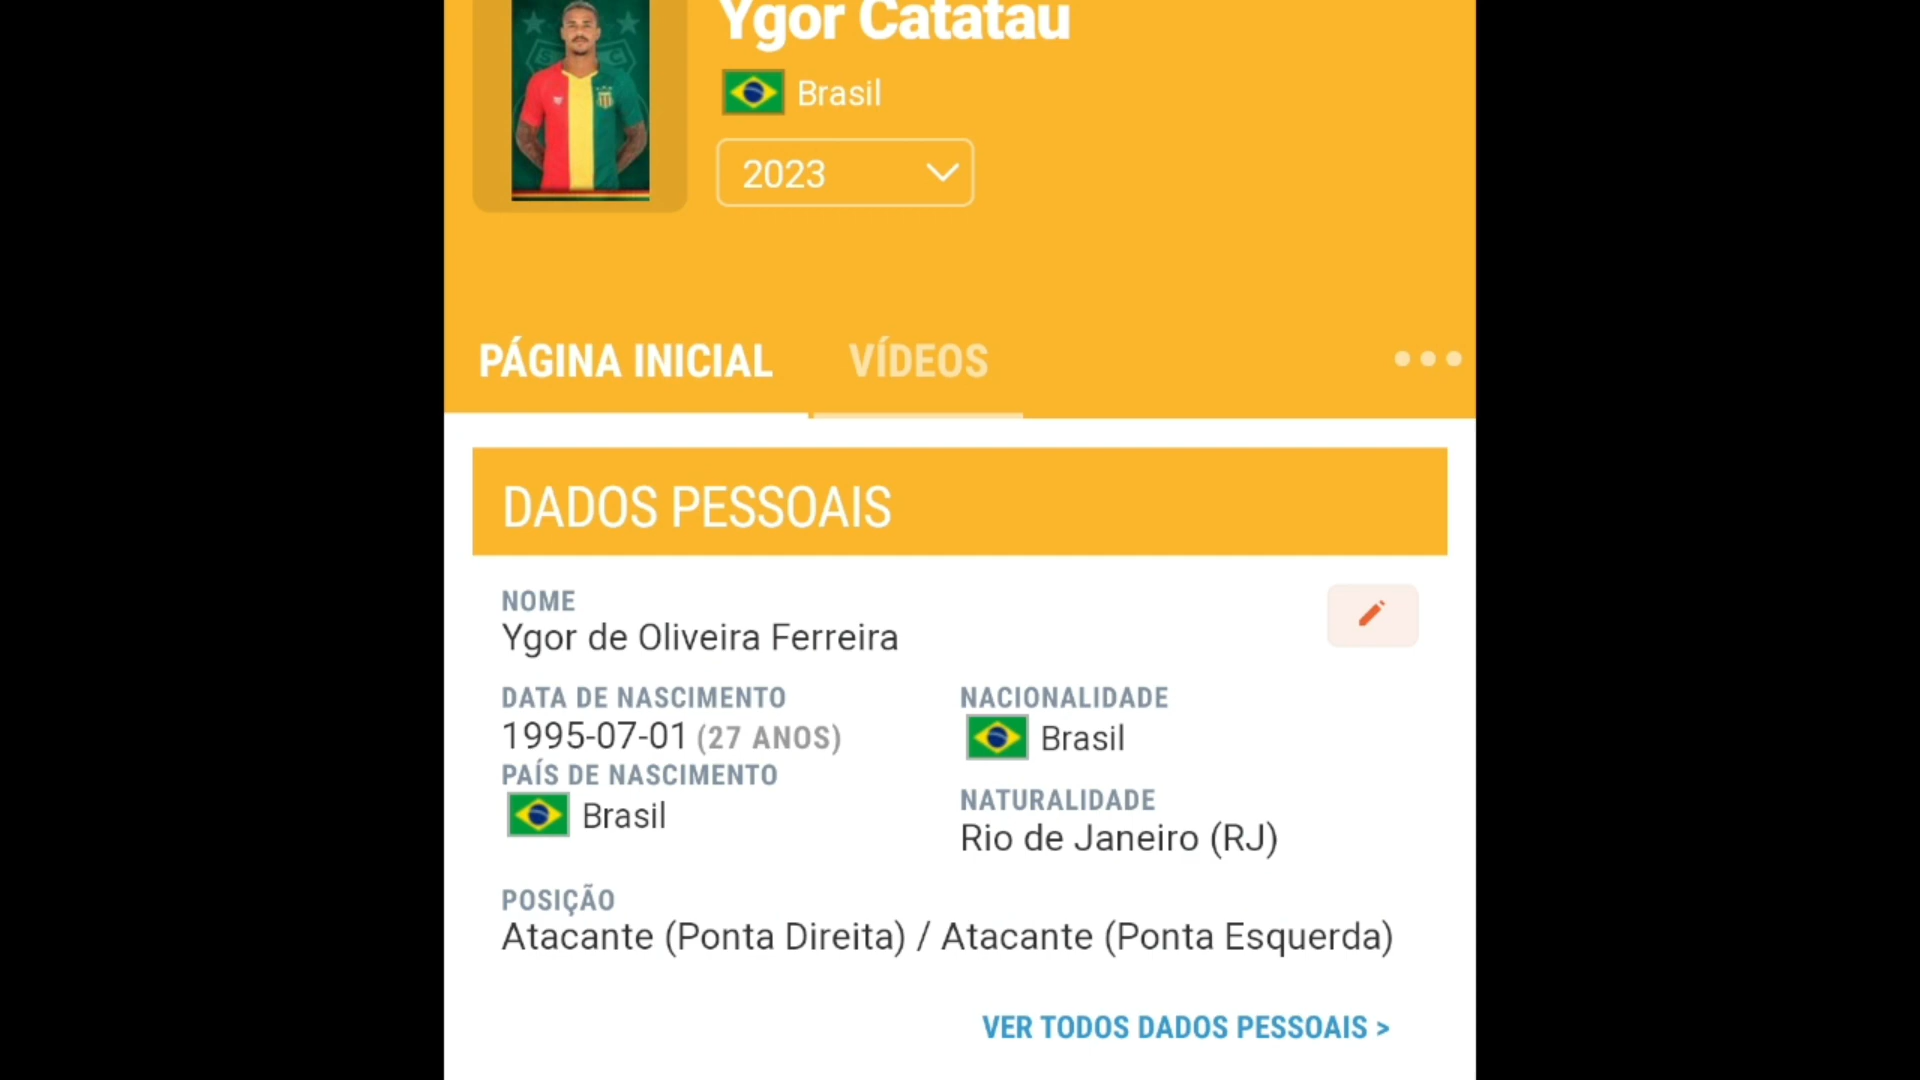 Ygor Catatau
Brasil
2023
PÁGINA INICIAL VÍDEOS
DADOS PESSOAIS
NOME
Ygor de Oliveira Ferreira
DATA DE NASCIMENTO
1995-07-01 (27 ANOS)
PAÍS DE NASCIMENTO
Brasil
NACIONALIDADE
Brasil
NATURALIDADE
Rio de Janeiro (RJ)
POSIÇÃO
Atacante (Ponta Direita) / Atacante (Ponta Esquerda)
VER TODOS DADOS PESSOAIS >